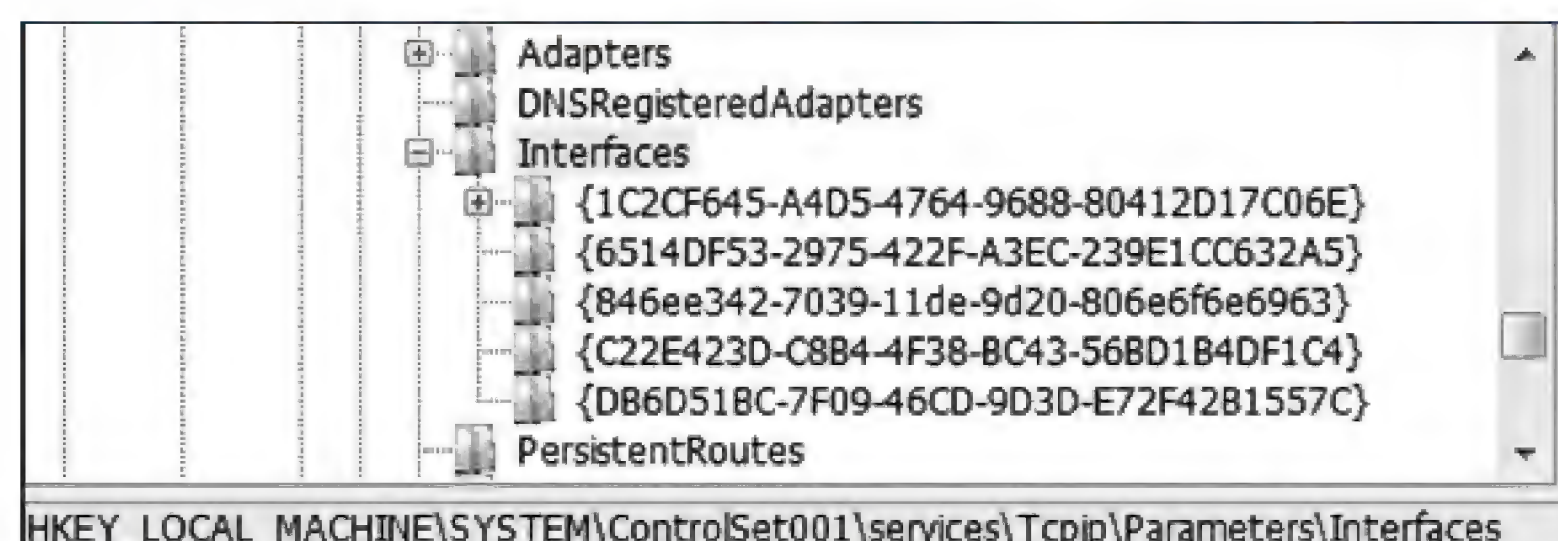 Adapters
DNSRegisteredAdapters
Interfaces
{1C2CF645-A4D5-4764-9688-80412D17C06E}
{6514DF53-2975-422F-A3EC-239E1CC632A5}
{846ee342-7039-11de-9d20-806e6f6e6963}
{C22E423D-C8B4-4F38-BC43-56BD1B4DF1C4}
{DB6D51BC-7F09-46CD-9D3D-E72F42B1557C}
PersistentRoutes
HKEY_LOCAL_MACHINE\SYSTEM\ControlSet001\services\Tcpip\Parameters\Interfaces